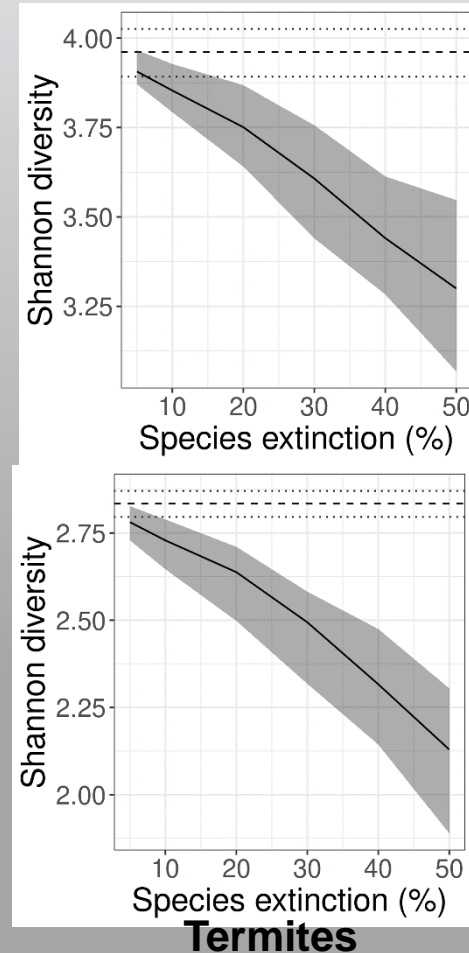 4.00
3.75
3.50
3.25
Shannon diversity
10 20 30 40 50
Species extinction (%)
2.75
2.50
2.25
2.00
Shannon diversity
10 20 30 40 50
Species extinction (%)
Termites